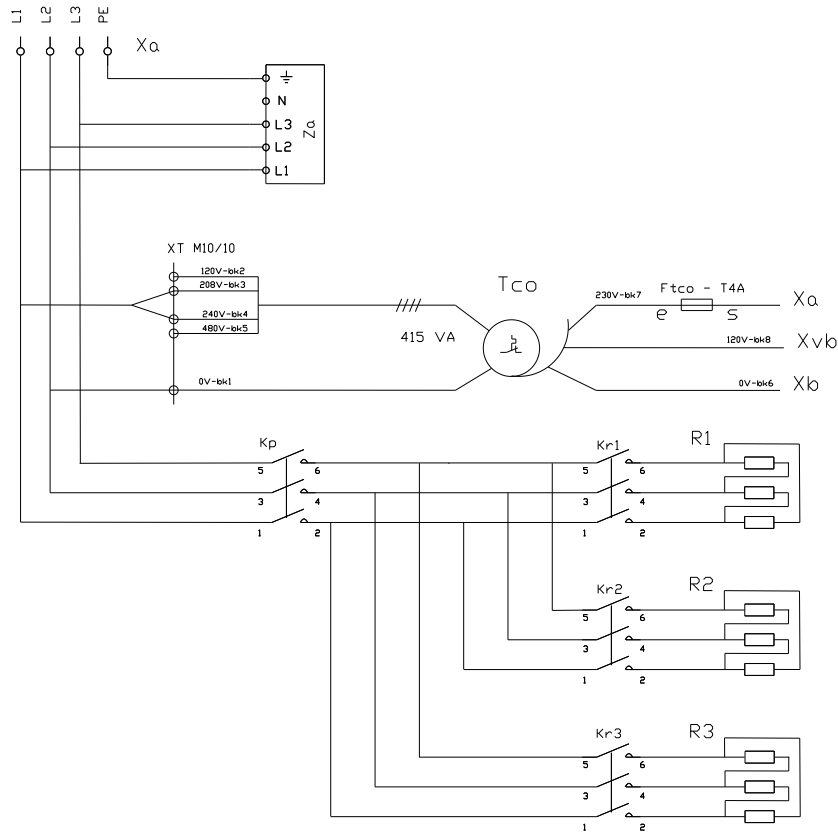 L1 L2 L3 PE
Xa
N
L3
L2
L1
Za
XT M10/10
120V-bk2
208V-bk3
240V-bk4
480V-bk5
0V-bk1
415 VA
Tco
230V-bk7
Ftco - T4A
e s
Xa
120V-bk8
Xvb
0V-bk6
Xb
Kp
5 6
3 4
1 2
Kr1
R1
5 6
3 4
1 2
Kr2
R2
5 6
3 4
1 2
Kr3
R3
5 6
3 4
1 2